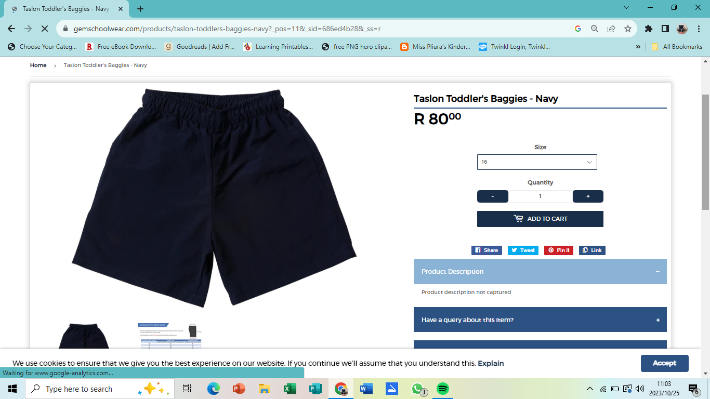 Taslon Toddler's Baggies - Navy
gemschoolwear.com/products/taslon-toddlers-baggies-navy?_pos=118&_sid=686ed4b28&_ss=r
Choose Your Categ...
Free eBook Downlo...
Goodreads | Add Fr...
Learning Printables...
free PNG hero clipa...
Miss Pliura's Kinder...
Twinkl Login, Twinkl...
»
All Bookmarks
Home › Taslon Toddler's Baggies - Navy
Taslon Toddler's Baggies - Navy
R 8000
Size
16
Quantity
- 1 +
ADD TO CART
Share Tweet Pin it Link
Product Description −
Product description not captured
Have a query about this item? +
We use cookies to ensure that we give you the best experience on our website. If you continue we'll assume that you understand this. Explain
Accept
Waiting for www.google-analytics.com...
Type here to search
11:03
2023/10/25